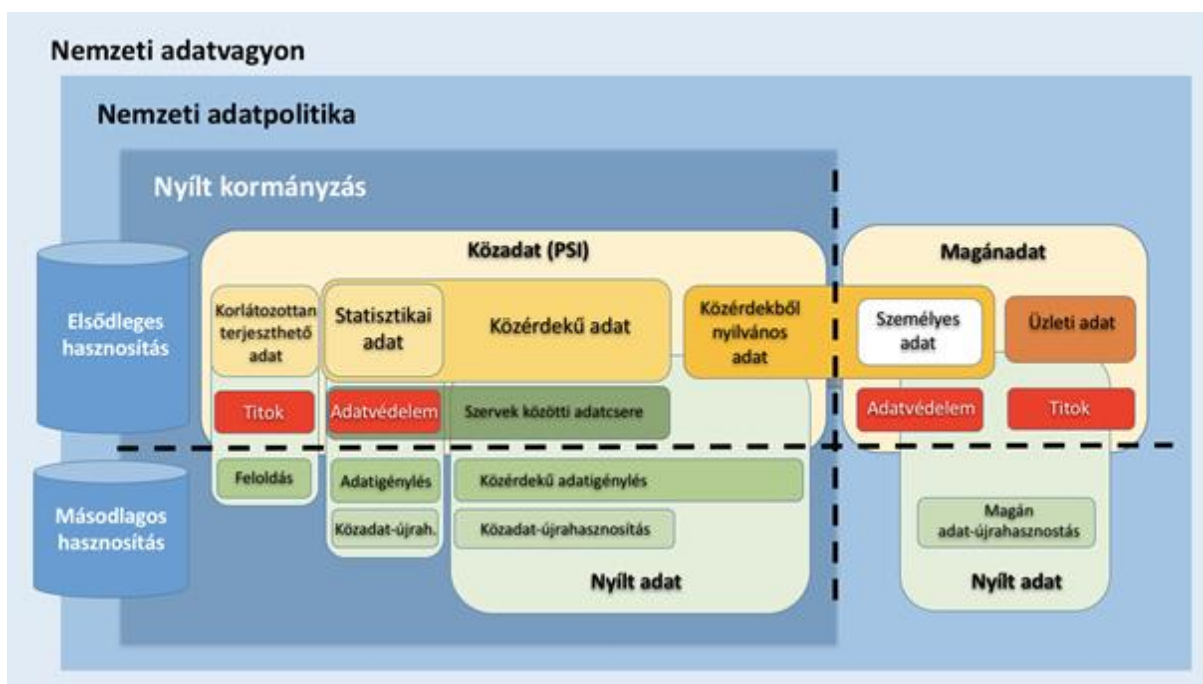 Nemzeti adatvagyon
Nemzeti adatpolitika
Nyílt kormányzás
Közadat (PSI)
Magánadat
Elsődleges
hasznosítás
Korlátozottan
terjeszthető
adat
Statisztikai
adat
Közérdekű adat
Közérdekből
nyilvános
adat
Személyes
adat
Üzleti adat
Titok
Adatvédelem
Szervek közötti adatcsere
Adatvédelem
Titok
Másodlagos
hasznosítás
Feloldás
Adatigénylés
Közérdekű adatigénylés
Közadat-újrah.
Közadat-újrahasznosítás
Magán
adat-újrahasznostás
Nyílt adat
Nyílt adat